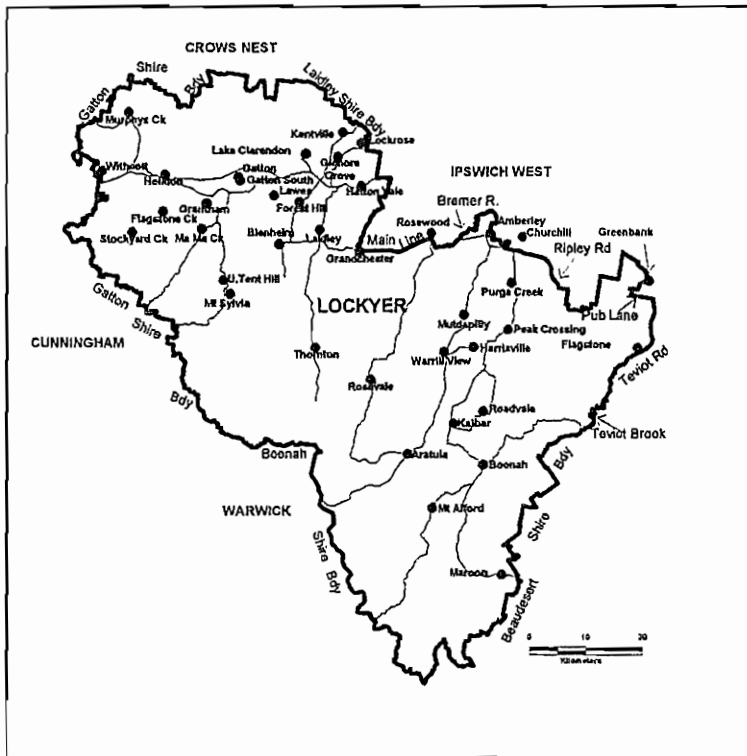 CROWS NEST
Gatton Shire Bdy
Laidley Shire Bdy
Murphys Ck
Kentville
Lockrose
Lake Clarendon
Gilmore
Grove
IPSWICH WEST
Withcott
Helidon
Gatton
Gatton South
Lawes
Hatton Vale
Bremer R.
Amberley
Grantham
Forest Hill
Rosewood
Churchill
Greenbank
Flagstone Ck
Ripley Rd
Stockyard Ck
Ma Ma Ck
Blenheim
Laidley
Main Line
Grandchester
U.Tent Hill
Purga Creek
Mt Sylvia
LOCKYER
Pub Lane
Gatton Shire Bdy
Mutdapilly
Peak Crossing
Flagstone
CUNNINGHAM
Thornton
Warrill View
Harrisville
Teviot Rd
Rosevale
Roadvale
Kalbar
Teviot Brook
Boonah
Aratula
Boonah
WARWICK
Mt Alford
Shire Bdy
Maroon
Beaudesert Shire Bdy
0 10 20
Kilometers